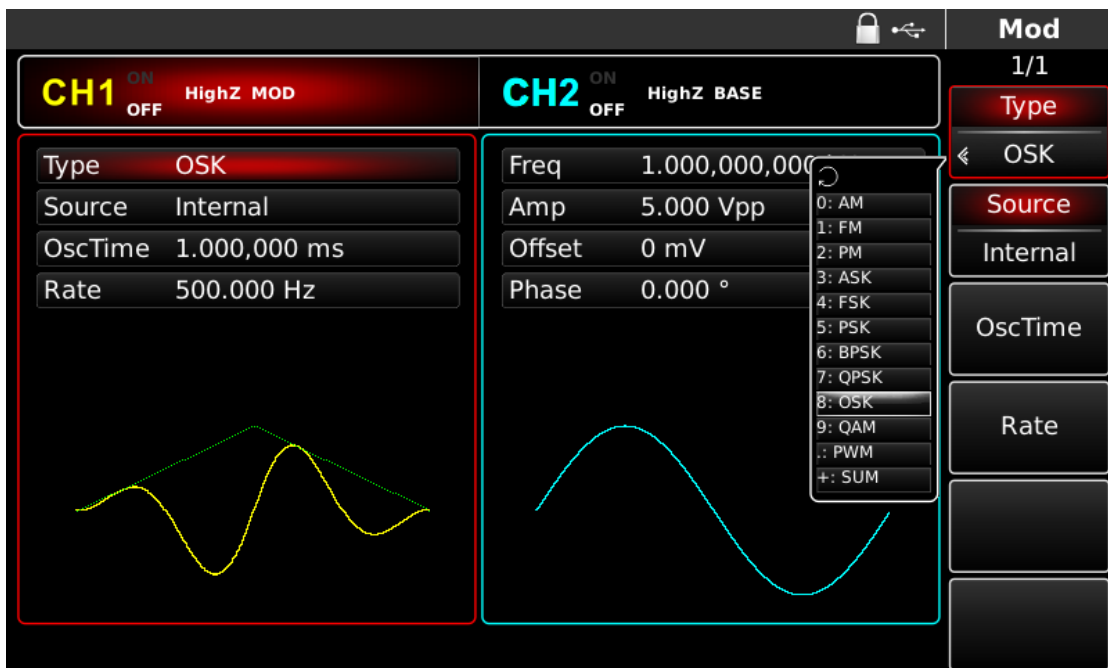 Mod
1/1
CH1 ON OFF HighZ MOD
CH2 ON OFF HighZ BASE
Type OSK
Source Internal
OscTime 1.000,000 ms
Rate 500.000 Hz
Freq 1.000,000,000
Amp 5.000 Vpp
Offset 0 mV
Phase 0.000 °
0: AM
1: FM
2: PM
3: ASK
4: FSK
5: PSK
6: BPSK
7: QPSK
8: OSK
9: QAM
.: PWM
+: SUM
Type
OSK
Source
Internal
OscTime
Rate